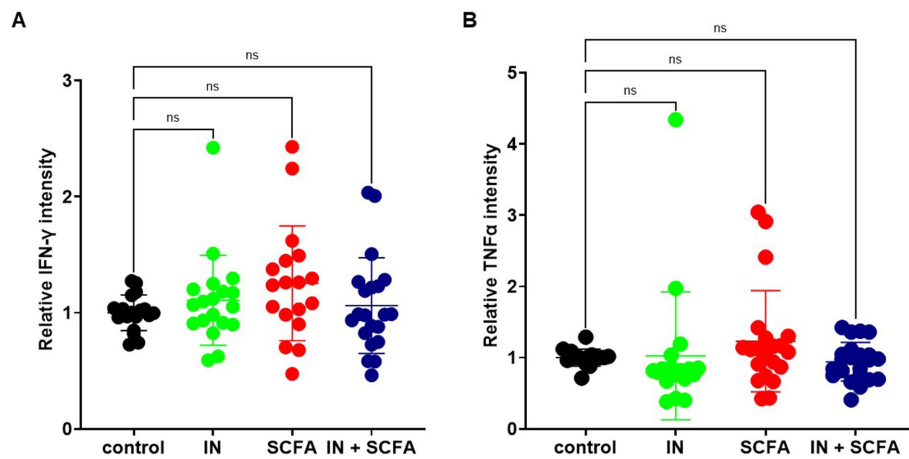 A
Relative IFN-γ intensity
3
2
1
0
ns
ns
ns
control IN SCFA IN + SCFA
B
Relative TNFα intensity
5
4
3
2
1
0
ns
ns
ns
control IN SCFA IN + SCFA